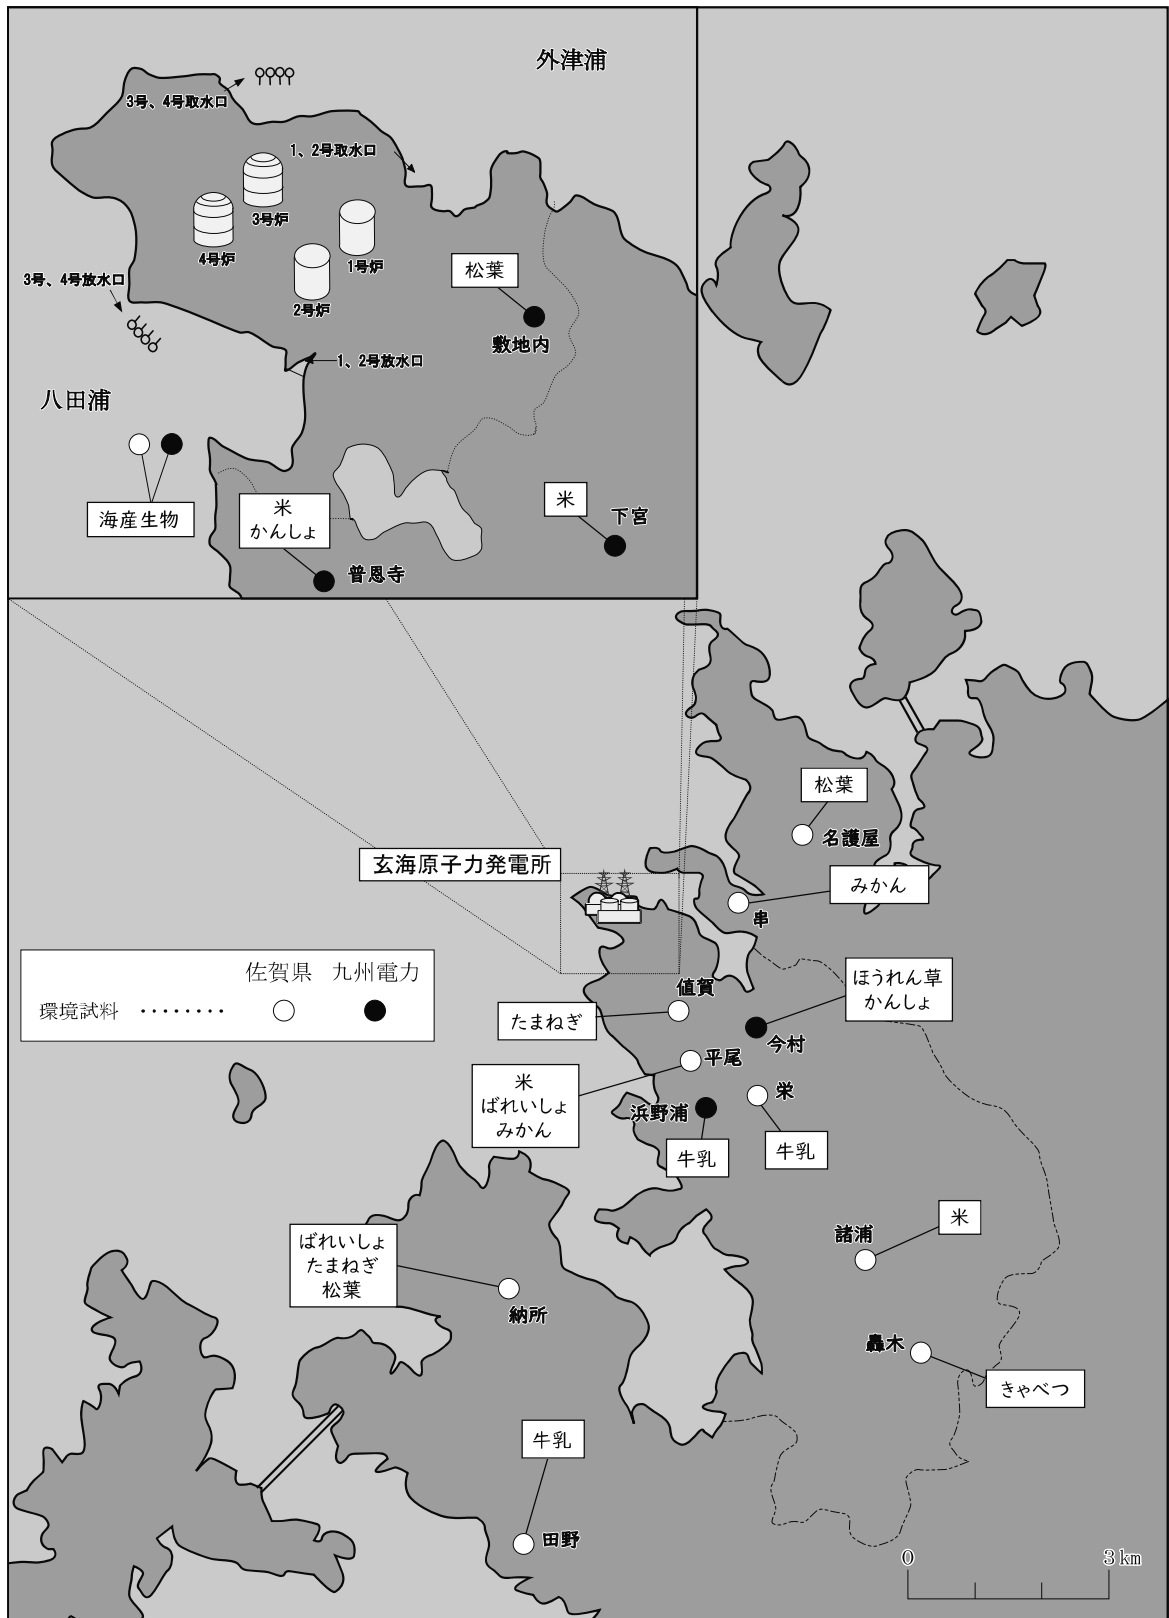 外津浦
3号、4号取水口
1、2号取水口
3号炉
4号炉
1号炉
2号炉
松葉
敷地内
3号、4号放水口
1、2号放水口
八田浦
海産生物
米
かんしょ
普恩寺
米
下宮
松葉
名護屋
玄海原子力発電所
みかん
串
佐賀県 九州電力
環境試料 ‥‥‥‥
ほうれん草
かんしょ
値賀
たまねぎ
今村
平尾
米
ばれいしょ
みかん
栄
浜野浦
牛乳
牛乳
米
諸浦
ばれいしょ
たまねぎ
松葉
納所
轟木
きゃべつ
牛乳
田野
0 3km